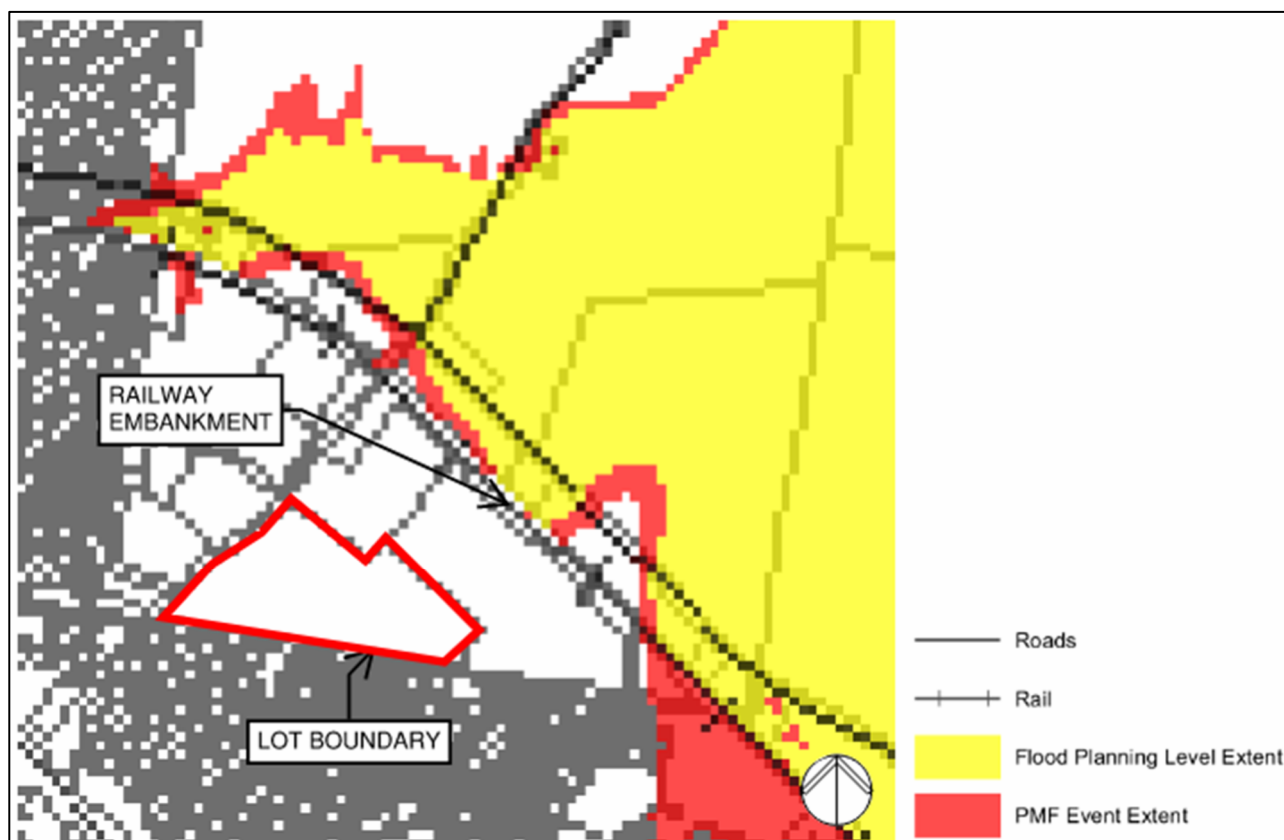 RAILWAY
EMBANKMENT
LOT BOUNDARY
Roads
Rail
Flood Planning Level Extent
PMF Event Extent